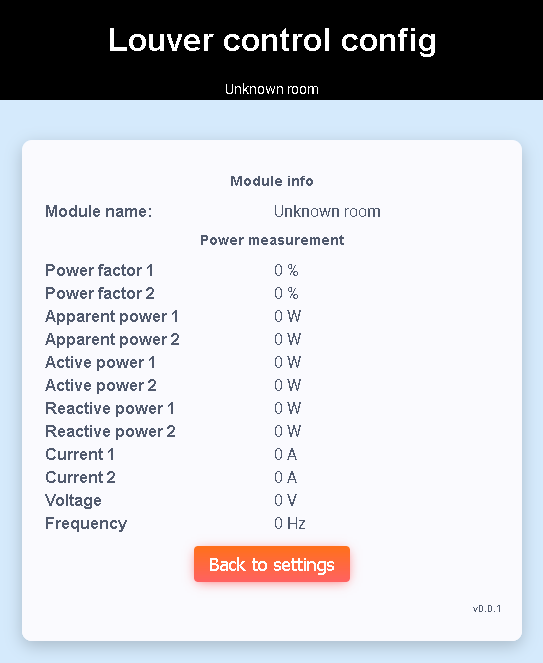 Louver control config
Unknown room
Module info
Module name: Unknown room
Power measurement
Power factor 1 0 %
Power factor 2 0 %
Apparent power 1 0 W
Apparent power 2 0 W
Active power 1 0 W
Active power 2 0 W
Reactive power 1 0 W
Reactive power 2 0 W
Current 1 0 A
Current 2 0 A
Voltage 0 V
Frequency 0 Hz
Back to settings
v0.0.1